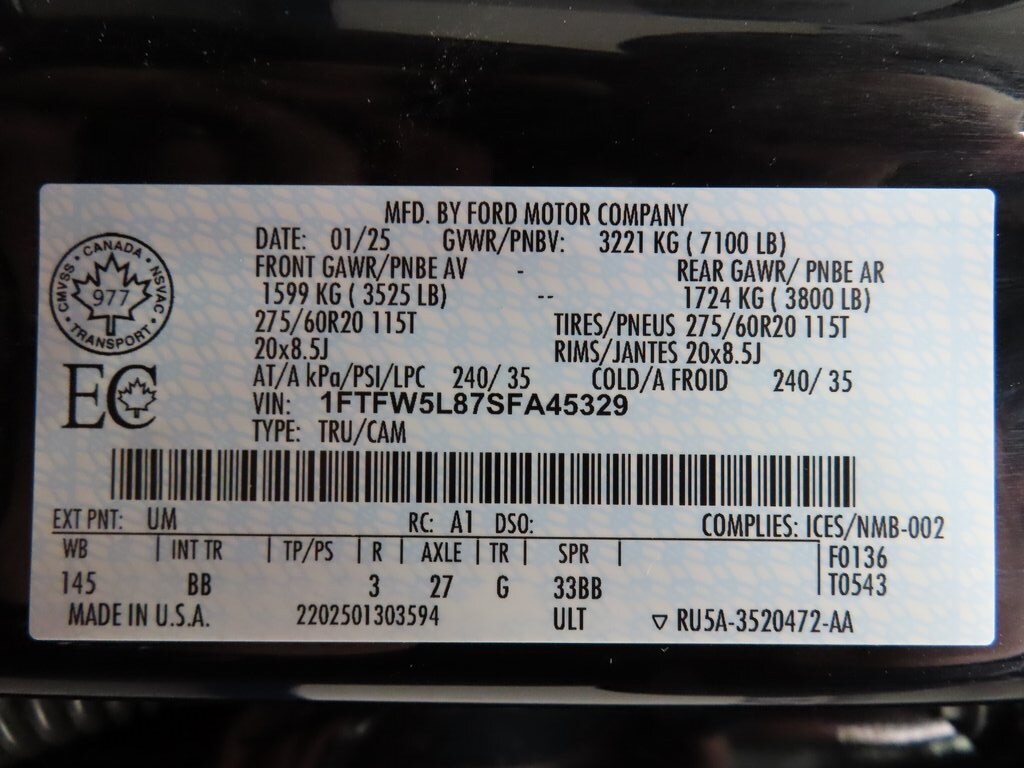 MFD. BY FORD MOTOR COMPANY
DATE: 01/25 GVWR/PNBV: 3221 KG ( 7100 LB)
FRONT GAWR/PNBE AV - REAR GAWR/ PNBE AR
1599 KG ( 3525 LB) -- 1724 KG ( 3800 LB)
275/60R20 115T TIRES/PNEUS 275/60R20 115T
20x8.5J RIMS/JANTES 20x8.5J
AT/A kPa/PSI/LPC 240/ 35 COLD/A FROID 240/ 35
VIN: 1FTFW5L87SFA45329
TYPE: TRU/CAM
CANADA
CMVSS 977 NSVAC
TRANSPORT
EC
EXT PNT: UM RC: A1 DSO: COMPLIES: ICES/NMB-002
WB | INT TR | TP/PS | R | AXLE | TR | SPR | F0136
145 BB 3 27 G 33BB T0543
MADE IN U.S.A. 2202501303594 ULT ▽ RU5A-3520472-AA